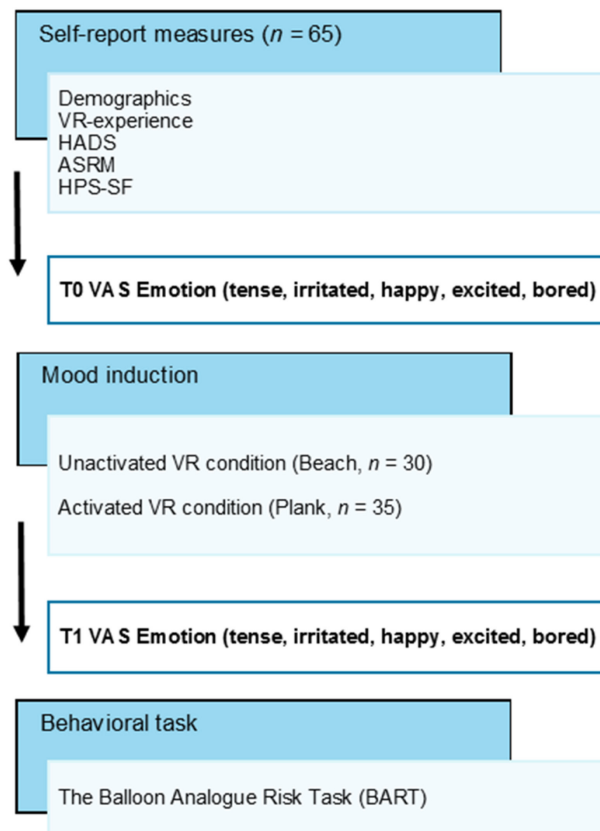 Self-report measures (n = 65)
Demographics
VR-experience
HADS
ASRM
HPS-SF
T0 VAS Emotion (tense, irritated, happy, excited, bored)
Mood induction
Unactivated VR condition (Beach, n = 30)
Activated VR condition (Plank, n = 35)
T1 VAS Emotion (tense, irritated, happy, excited, bored)
Behavioral task
The Balloon Analogue Risk Task (BART)